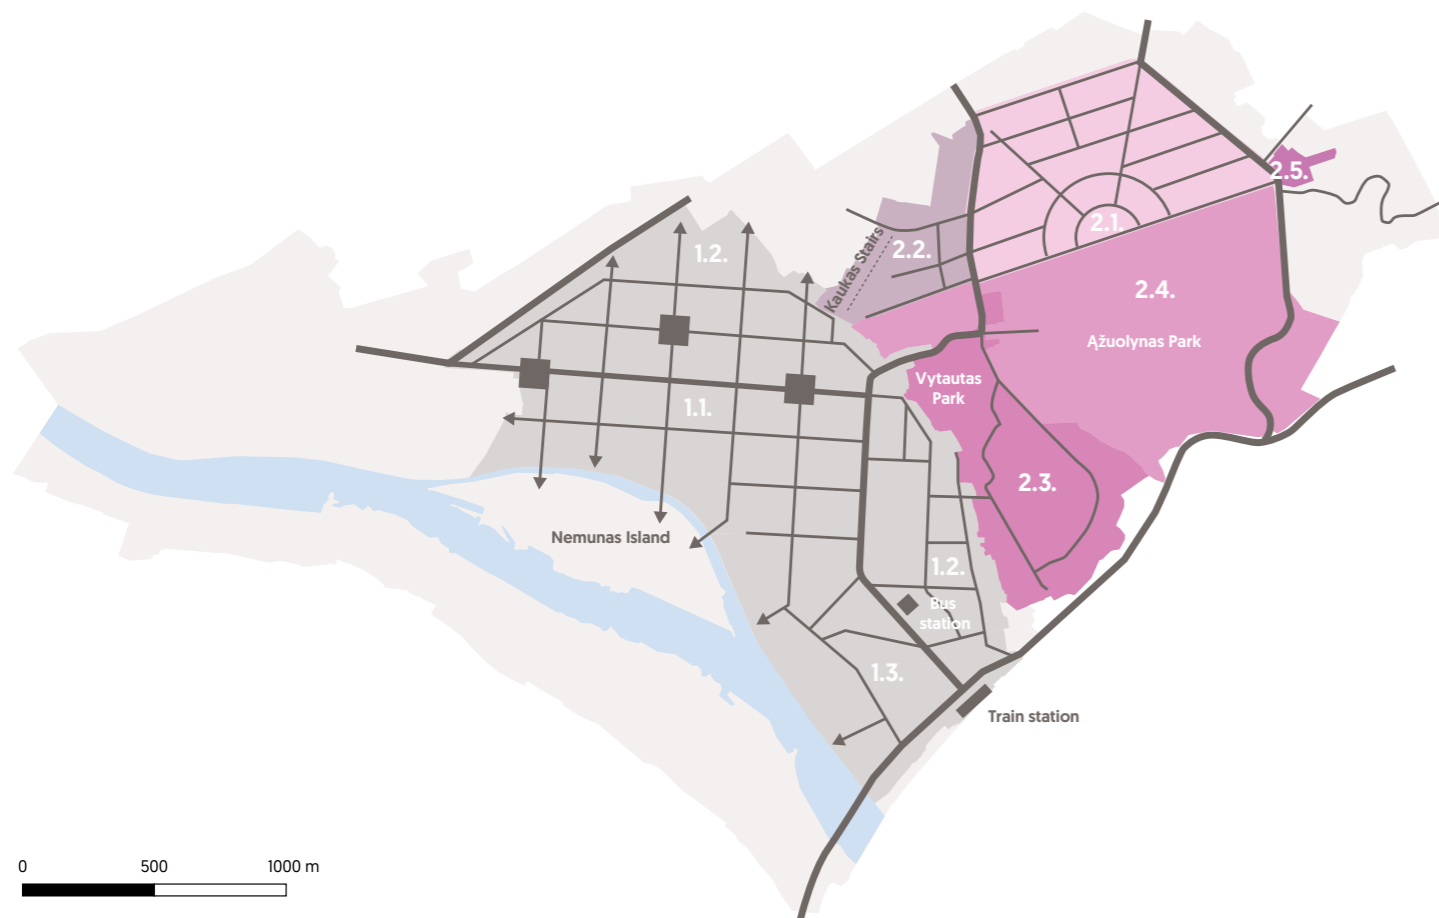 2.5.
2.1.
Kaukas Stairs
2.2.
1.2.
2.4.
Ąžuolynas Park
Vytautas
Park
1.1.
2.3.
Nemunas Island
1.2.
Bus
station
1.3.
Train station
0 500 1000 m